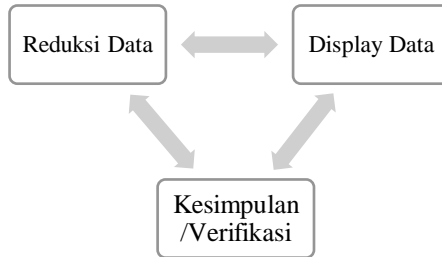 Reduksi Data
Display Data
Kesimpulan
/Verifikasi